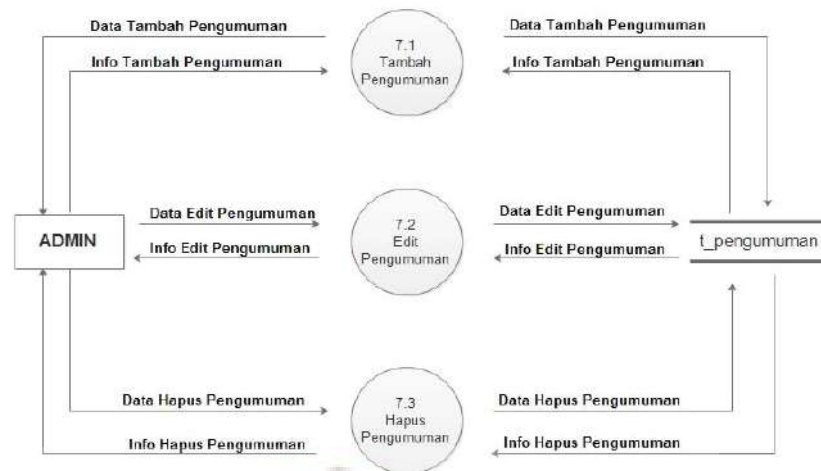 Data Tambah Pengumuman
Info Tambah Pengumuman
7.1
Tambah
Pengumuman
Data Tambah Pengumuman
Info Tambah Pengumuman
ADMIN
Data Edit Pengumuman
Info Edit Pengumuman
7.2
Edit
Pengumuman
Data Edit Pengumuman
Info Edit Pengumuman
t_pengumuman
Data Hapus Pengumuman
Info Hapus Pengumuman
7.3
Hapus
Pengumuman
Data Hapus Pengumuman
Info Hapus Pengumuman